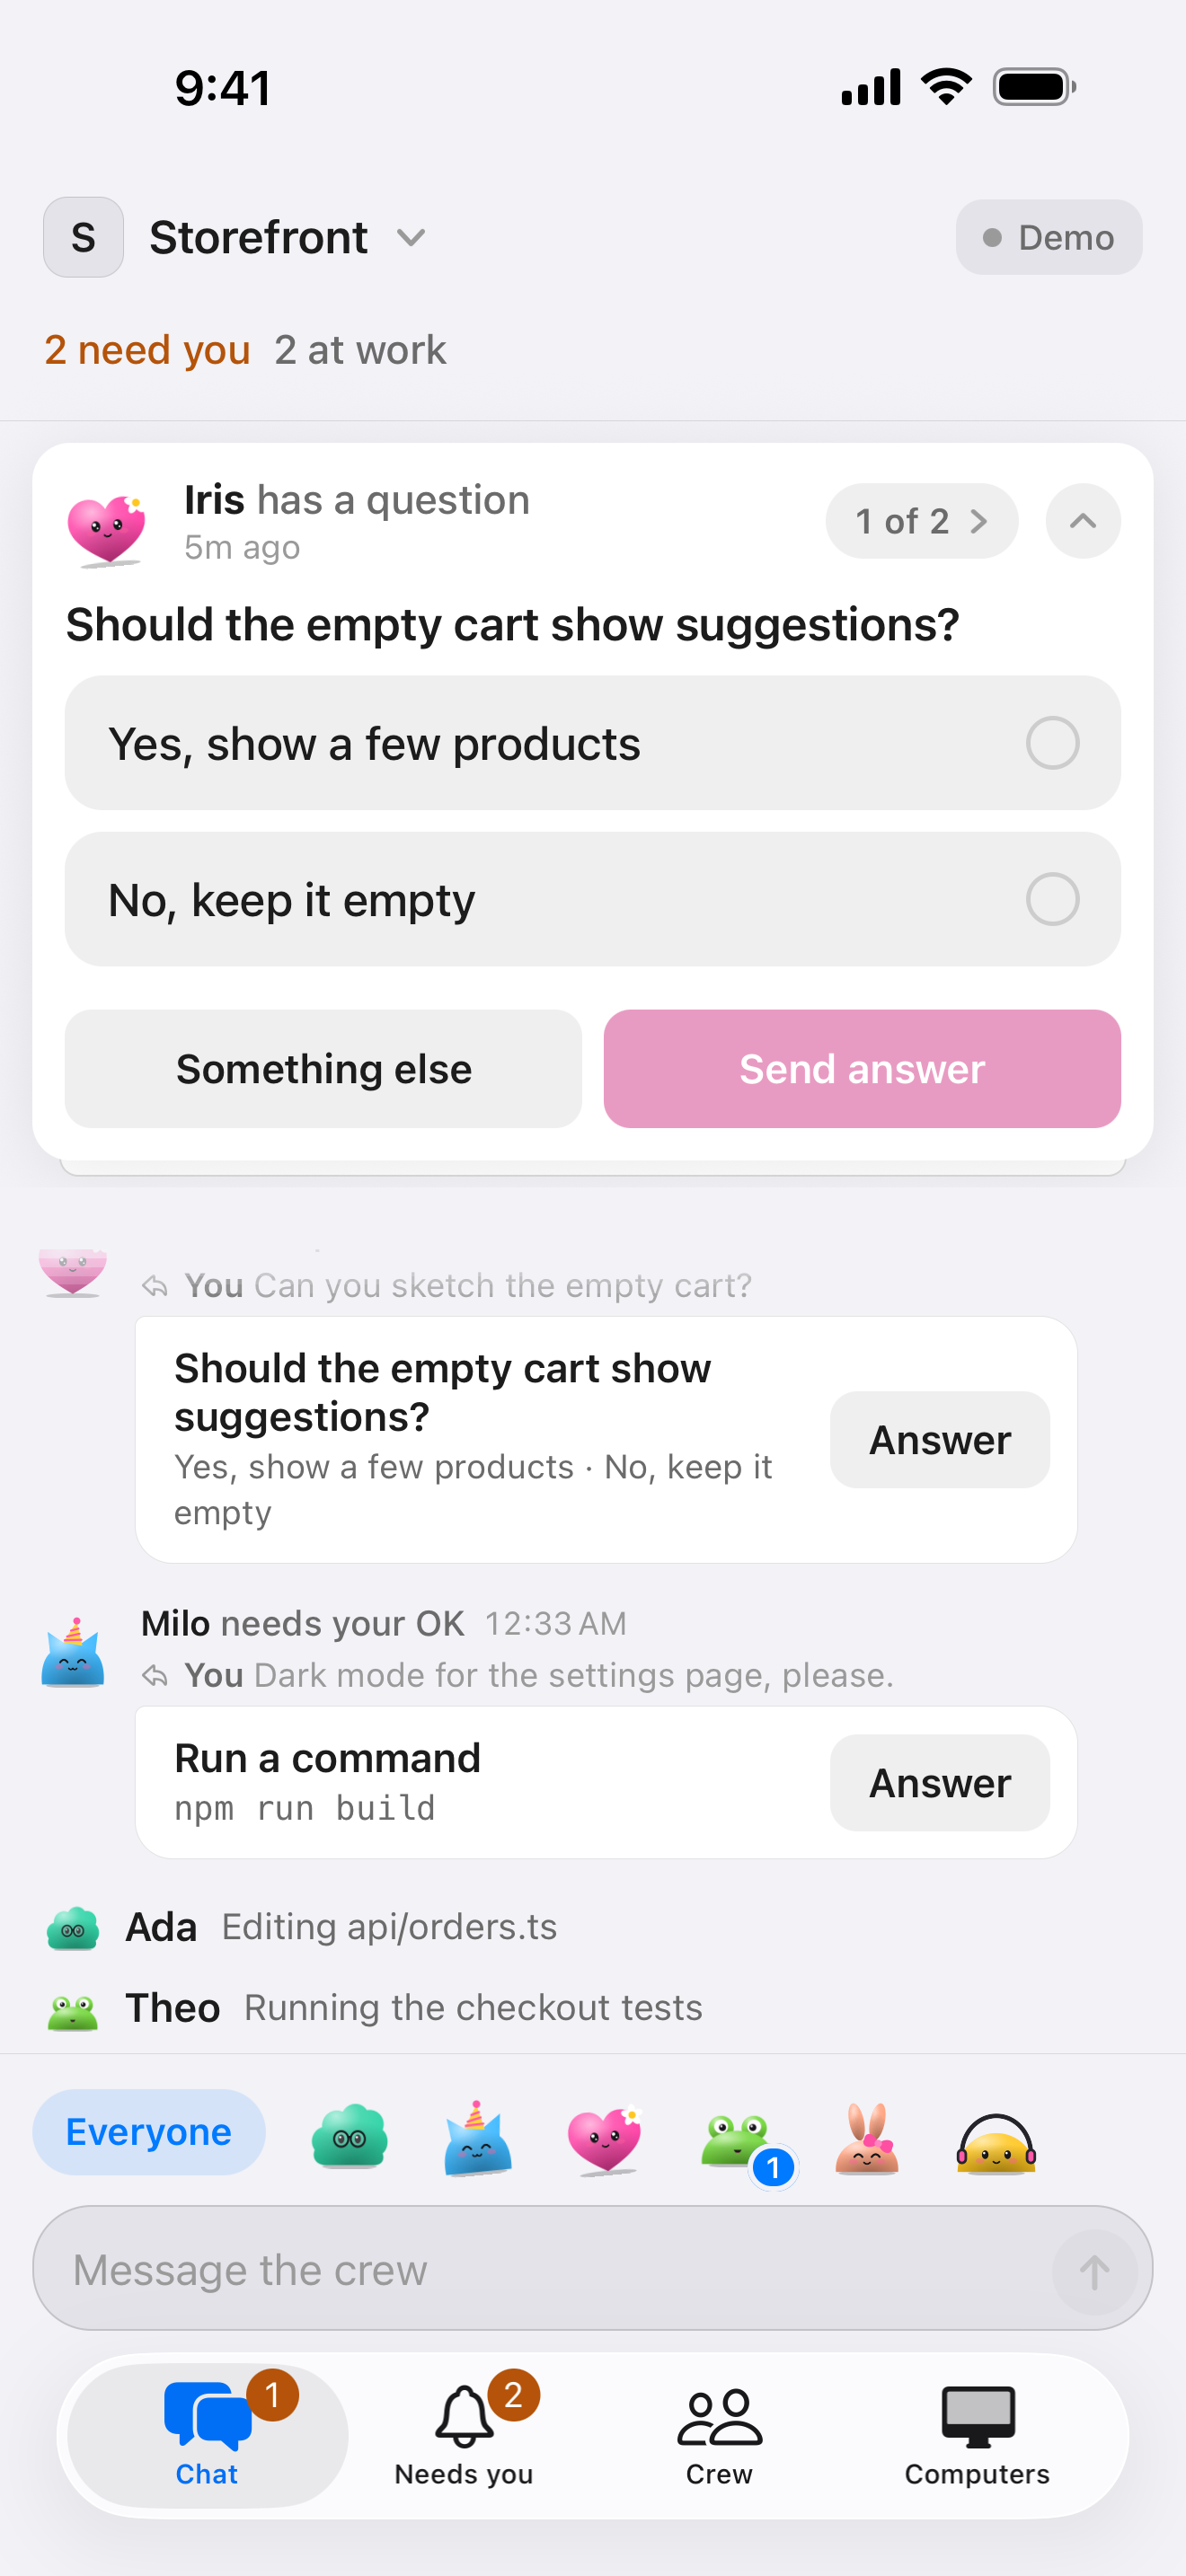 9:41
S
Storefront
Demo
2 need you 2 at work
Iris has a question
5m ago
1 of 2
Should the empty cart show suggestions?
Yes, show a few products
No, keep it empty
Something else
Send answer
You Can you sketch the empty cart?
Should the empty cart show
suggestions?
Yes, show a few products · No, keep it
empty
Answer
Milo needs your OK 12:33 AM
You Dark mode for the settings page, please.
Run a command
npm run build
Answer
Ada Editing api/orders.ts
Theo Running the checkout tests
Everyone
1
Message the crew
1
2
Chat
Needs you
Crew
Computers